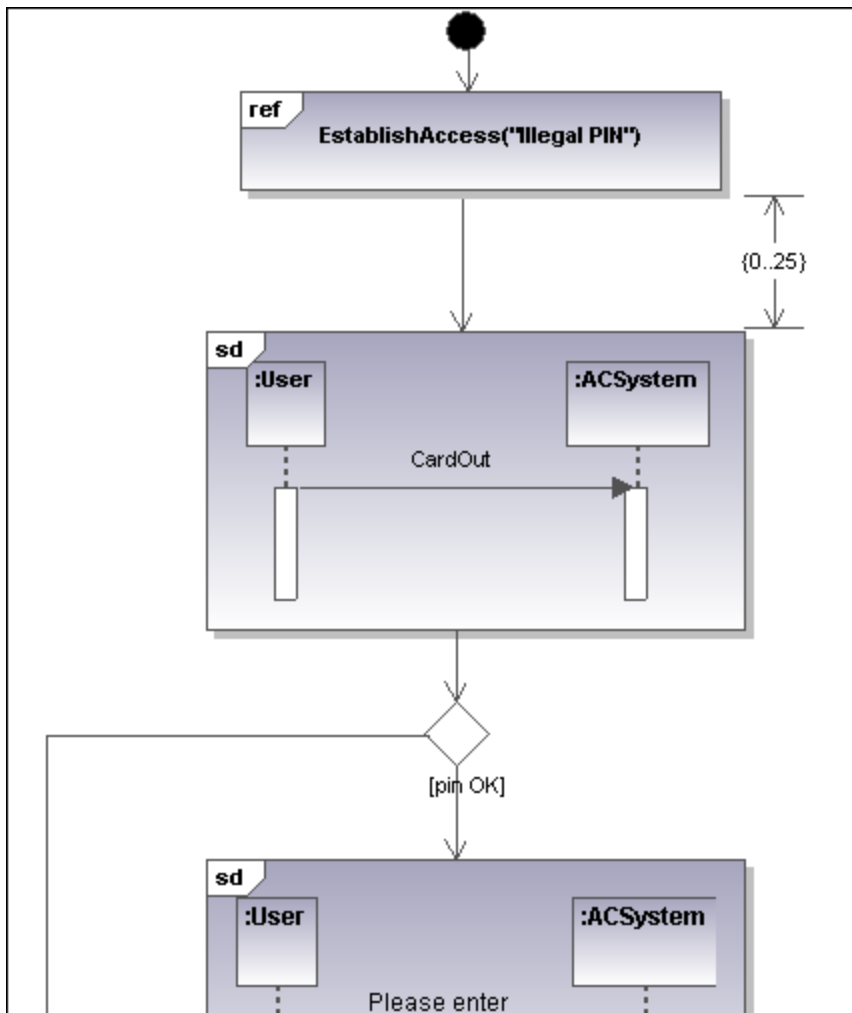 ref
EstablishAccess("Illegal PIN")
{0..25}
sd
:User
:ACSystem
CardOut
[pin OK]
sd
:User
:ACSystem
Please enter